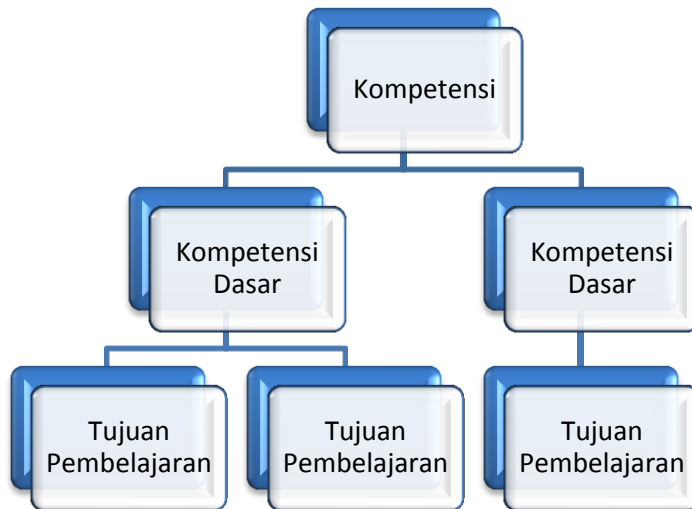 Kompetensi
Kompetensi
Dasar
Kompetensi
Dasar
Tujuan
Pembelajaran
Tujuan
Pembelajaran
Tujuan
Pembelajaran